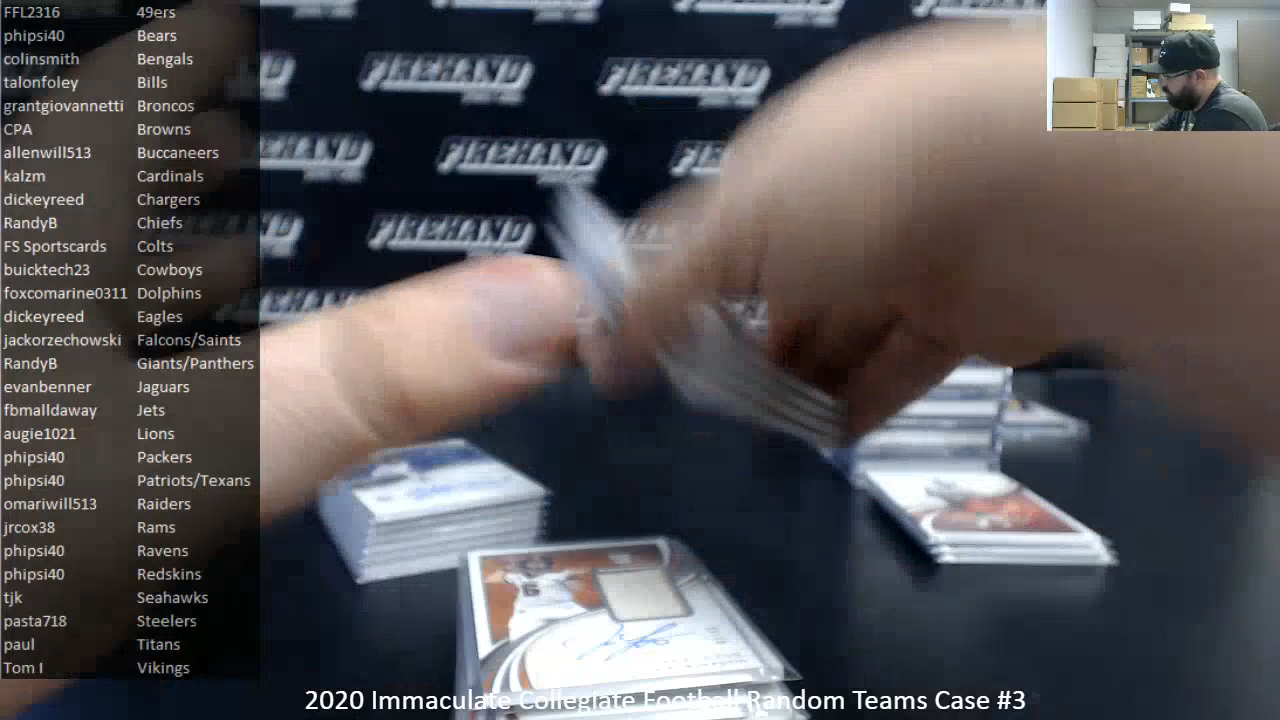 FFL2316 49ers
phipsi40 Bears
colinsmith Bengals
talonfoley Bills
grantgiovannetti Broncos
CPA Browns
allenwill513 Buccaneers
kalzm Cardinals
dickeyreed Chargers
RandyB Chiefs
FS Sportscards Colts
buicktech23 Cowboys
foxcomarine0311 Dolphins
dickeyreed Eagles
jackorzechowski Falcons/Saints
RandyB Giants/Panthers
evanbenner Jaguars
fbmalldaway Jets
augie1021 Lions
phipsi40 Packers
phipsi40 Patriots/Texans
omariwill513 Raiders
jrcox38 Rams
phipsi40 Ravens
phipsi40 Redskins
tjk Seahawks
pasta718 Steelers
paul Titans
Tom I Vikings
FIREHAND FIREHAND
FIREHAND
FIREHAND
2020 Immaculate Collegiate Football Random Teams Case #3